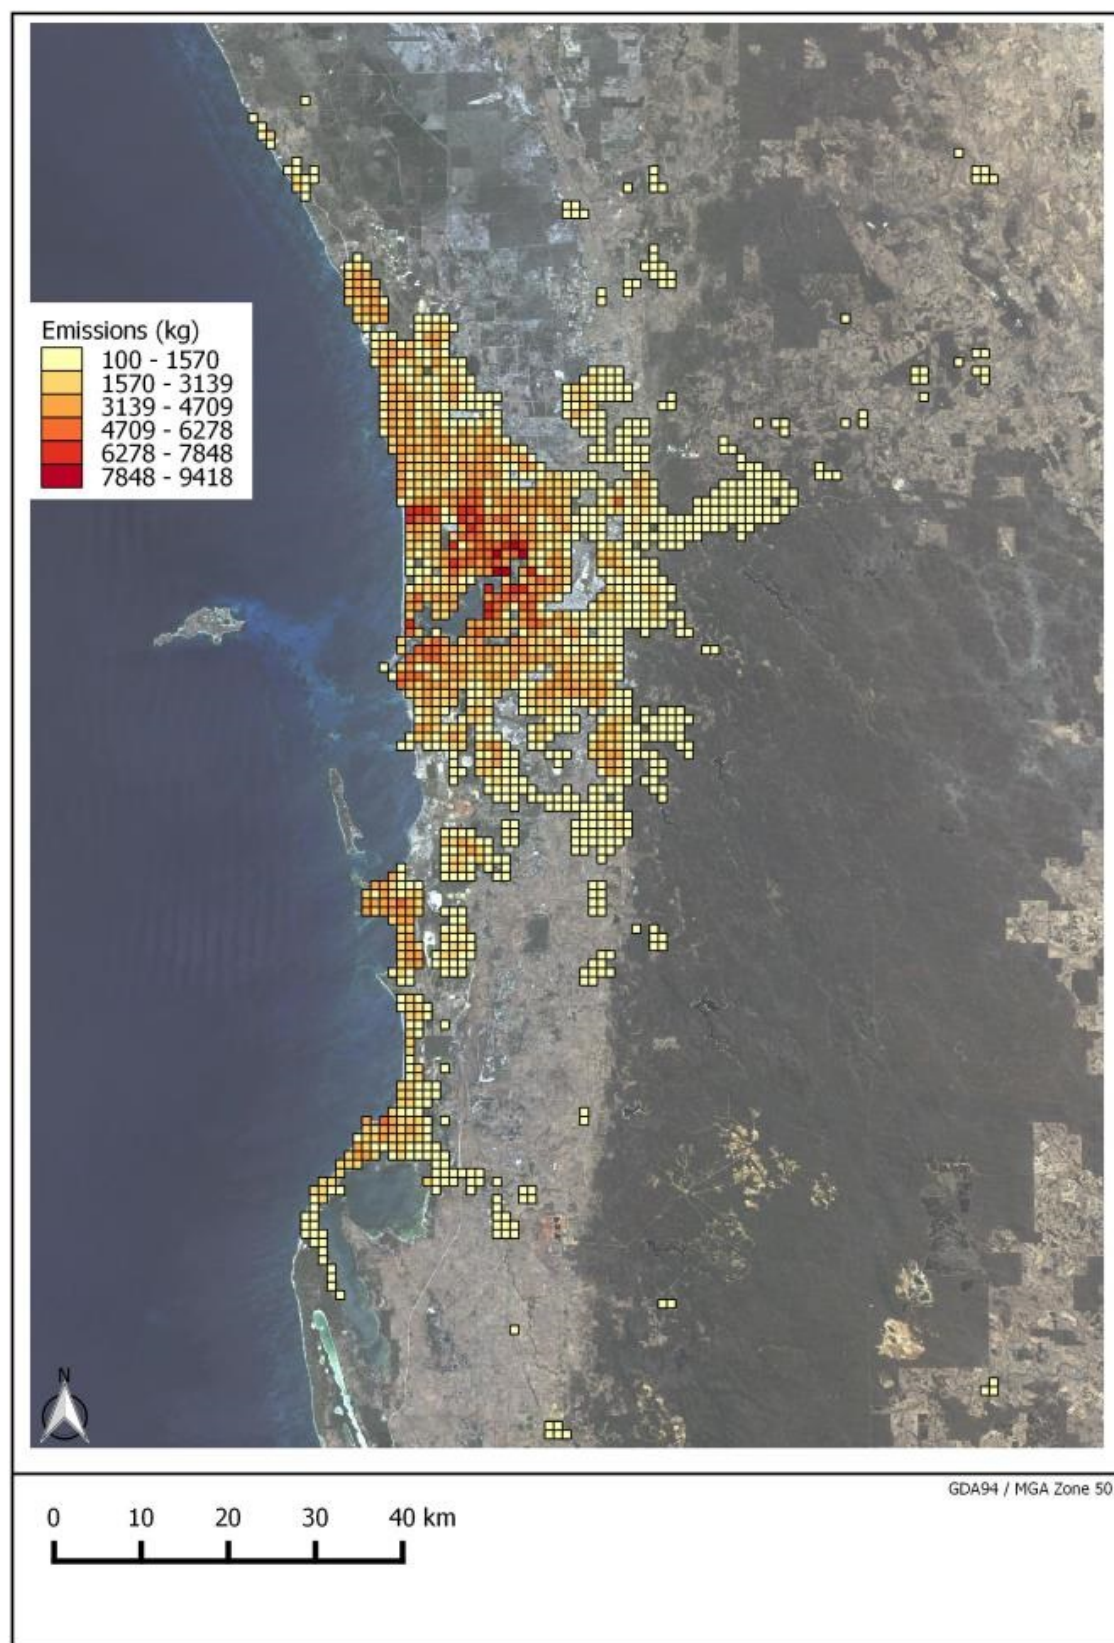 Emissions (kg)
100 - 1570
1570 - 3139
3139 - 4709
4709 - 6278
6278 - 7848
7848 - 9418
N
GDA94 / MGA Zone 50
0 10 20 30 40 km